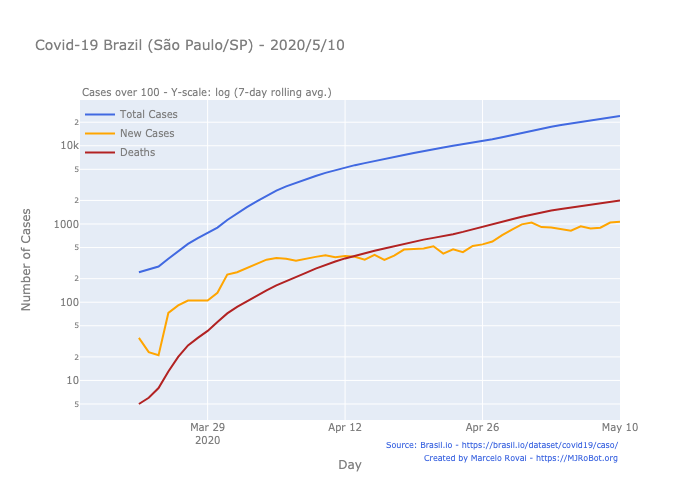 Covid-19 Brazil (São Paulo/SP) - 2020/5/10
Cases over 100 - Y-scale: log (7-day rolling avg.)
Total Cases
New Cases
Deaths
2
10k
5
2
1000
5
2
100
5
2
10
5
Number of Cases
Mar 29
2020
Apr 12
Apr 26
May 10
Day
Source: Brasil.io - https://brasil.io/dataset/covid19/caso/
Created by Marcelo Rovai - https://MJRoBot.org